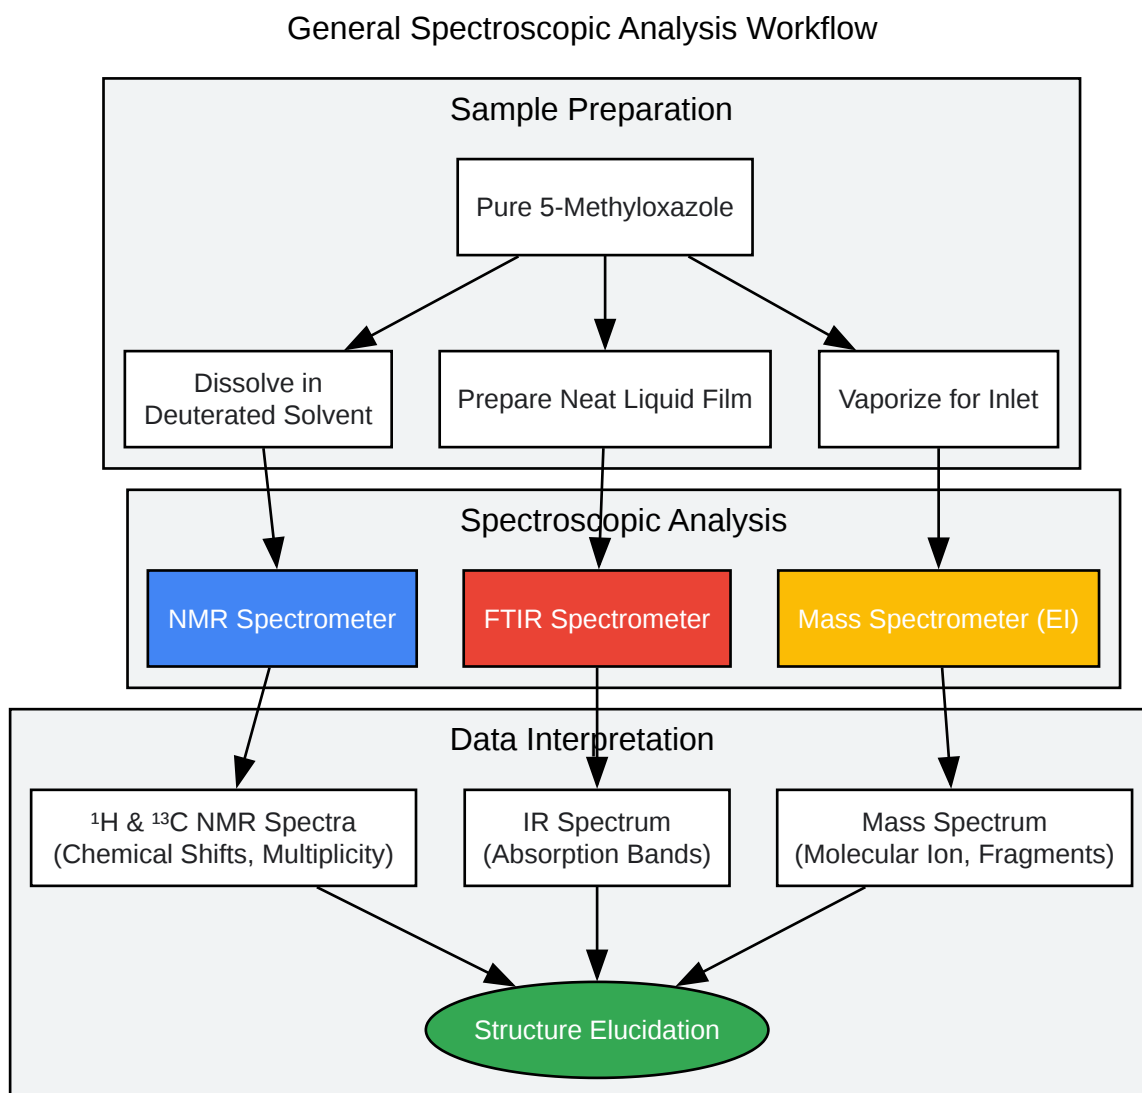 General Spectroscopic Analysis Workflow
Sample Preparation
Pure 5-Methyloxazole
Dissolve in
Deuterated Solvent
Prepare Neat Liquid Film
Vaporize for Inlet
Spectroscopic Analysis
NMR Spectrometer
FTIR Spectrometer
Mass Spectrometer (EI)
Data Interpretation
¹H & ¹³C NMR Spectra
(Chemical Shifts, Multiplicity)
IR Spectrum
(Absorption Bands)
Mass Spectrum
(Molecular Ion, Fragments)
Structure Elucidation